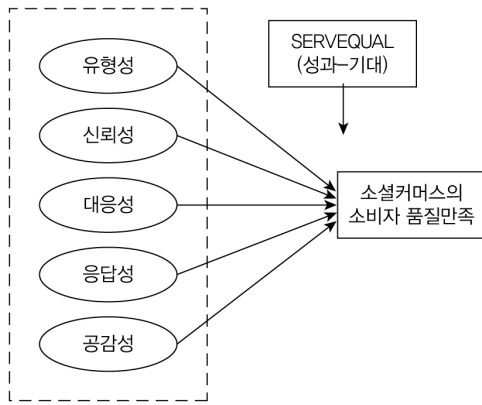 SERVEQUAL
(성과-기대)
유형성
신뢰성
대응성
응답성
공감성
소셜커머스의
소비자 품질만족